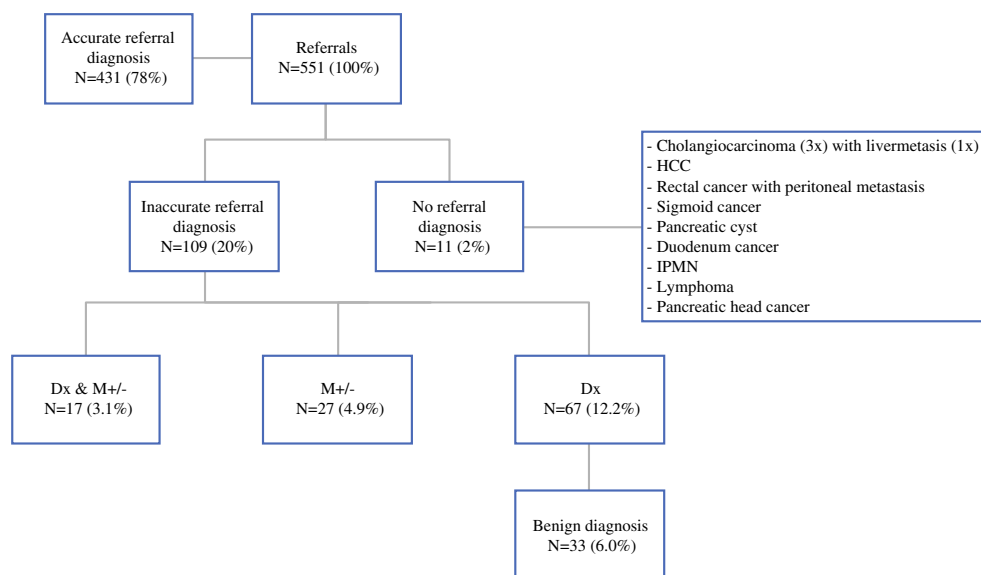 Accurate referral
diagnosis
N=431 (78%)
Referrals
N=551 (100%)
- Cholangiocarcinoma (3x) with livermetasis (1x)
- HCC
- Rectal cancer with peritoneal metastasis
- Sigmoid cancer
- Pancreatic cyst
- Duodenum cancer
- IPMN
- Lymphoma
- Pancreatic head cancer
Inaccurate referral
diagnosis
N=109 (20%)
No referral
diagnosis
N=11 (2%)
Dx & M+/-
N=17 (3.1%)
M+/-
N=27 (4.9%)
Dx
N=67 (12.2%)
Benign diagnosis
N=33 (6.0%)